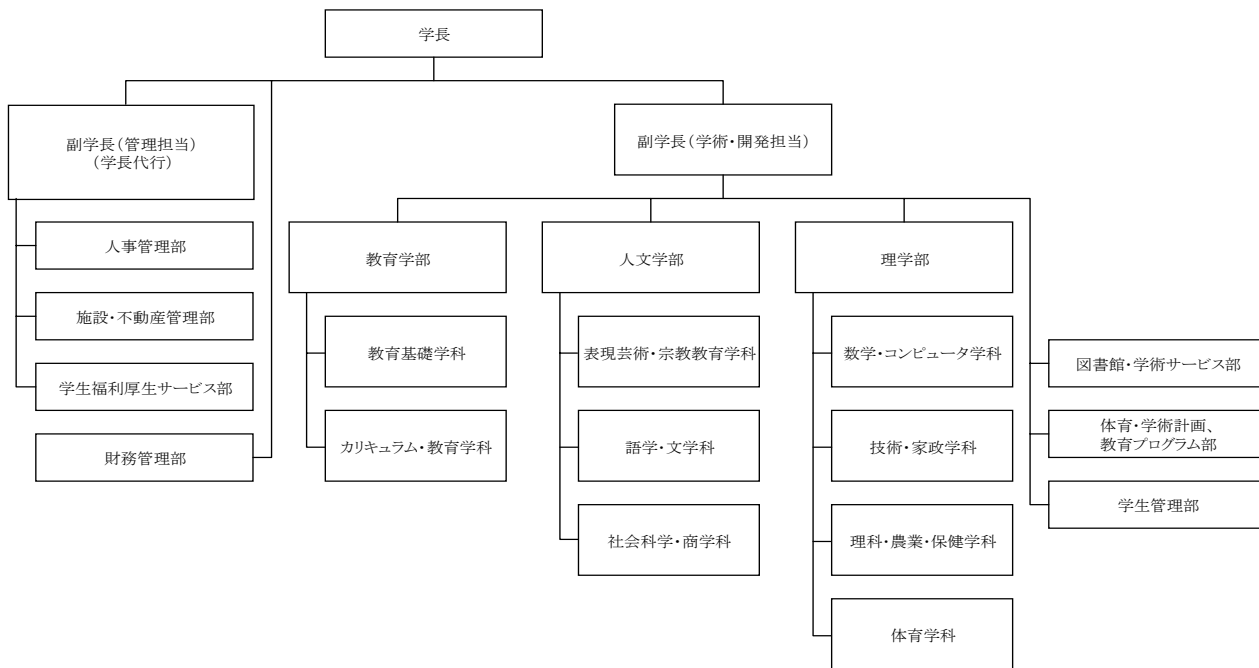 学長
副学長(管理担当)
(学長代行)
副学長(学術・開発担当)
人事管理部
施設・不動産管理部
学生福利厚生サービス部
財務管理部
教育学部
教育基礎学科
カリキュラム・教育学科
人文学部
表現芸術・宗教教育学科
語学・文学科
社会科学・商学科
理学部
数学・コンピュータ学科
技術・家政学科
理科・農業・保健学科
体育学科
図書館・学術サービス部
体育・学術計画、
教育プログラム部
学生管理部